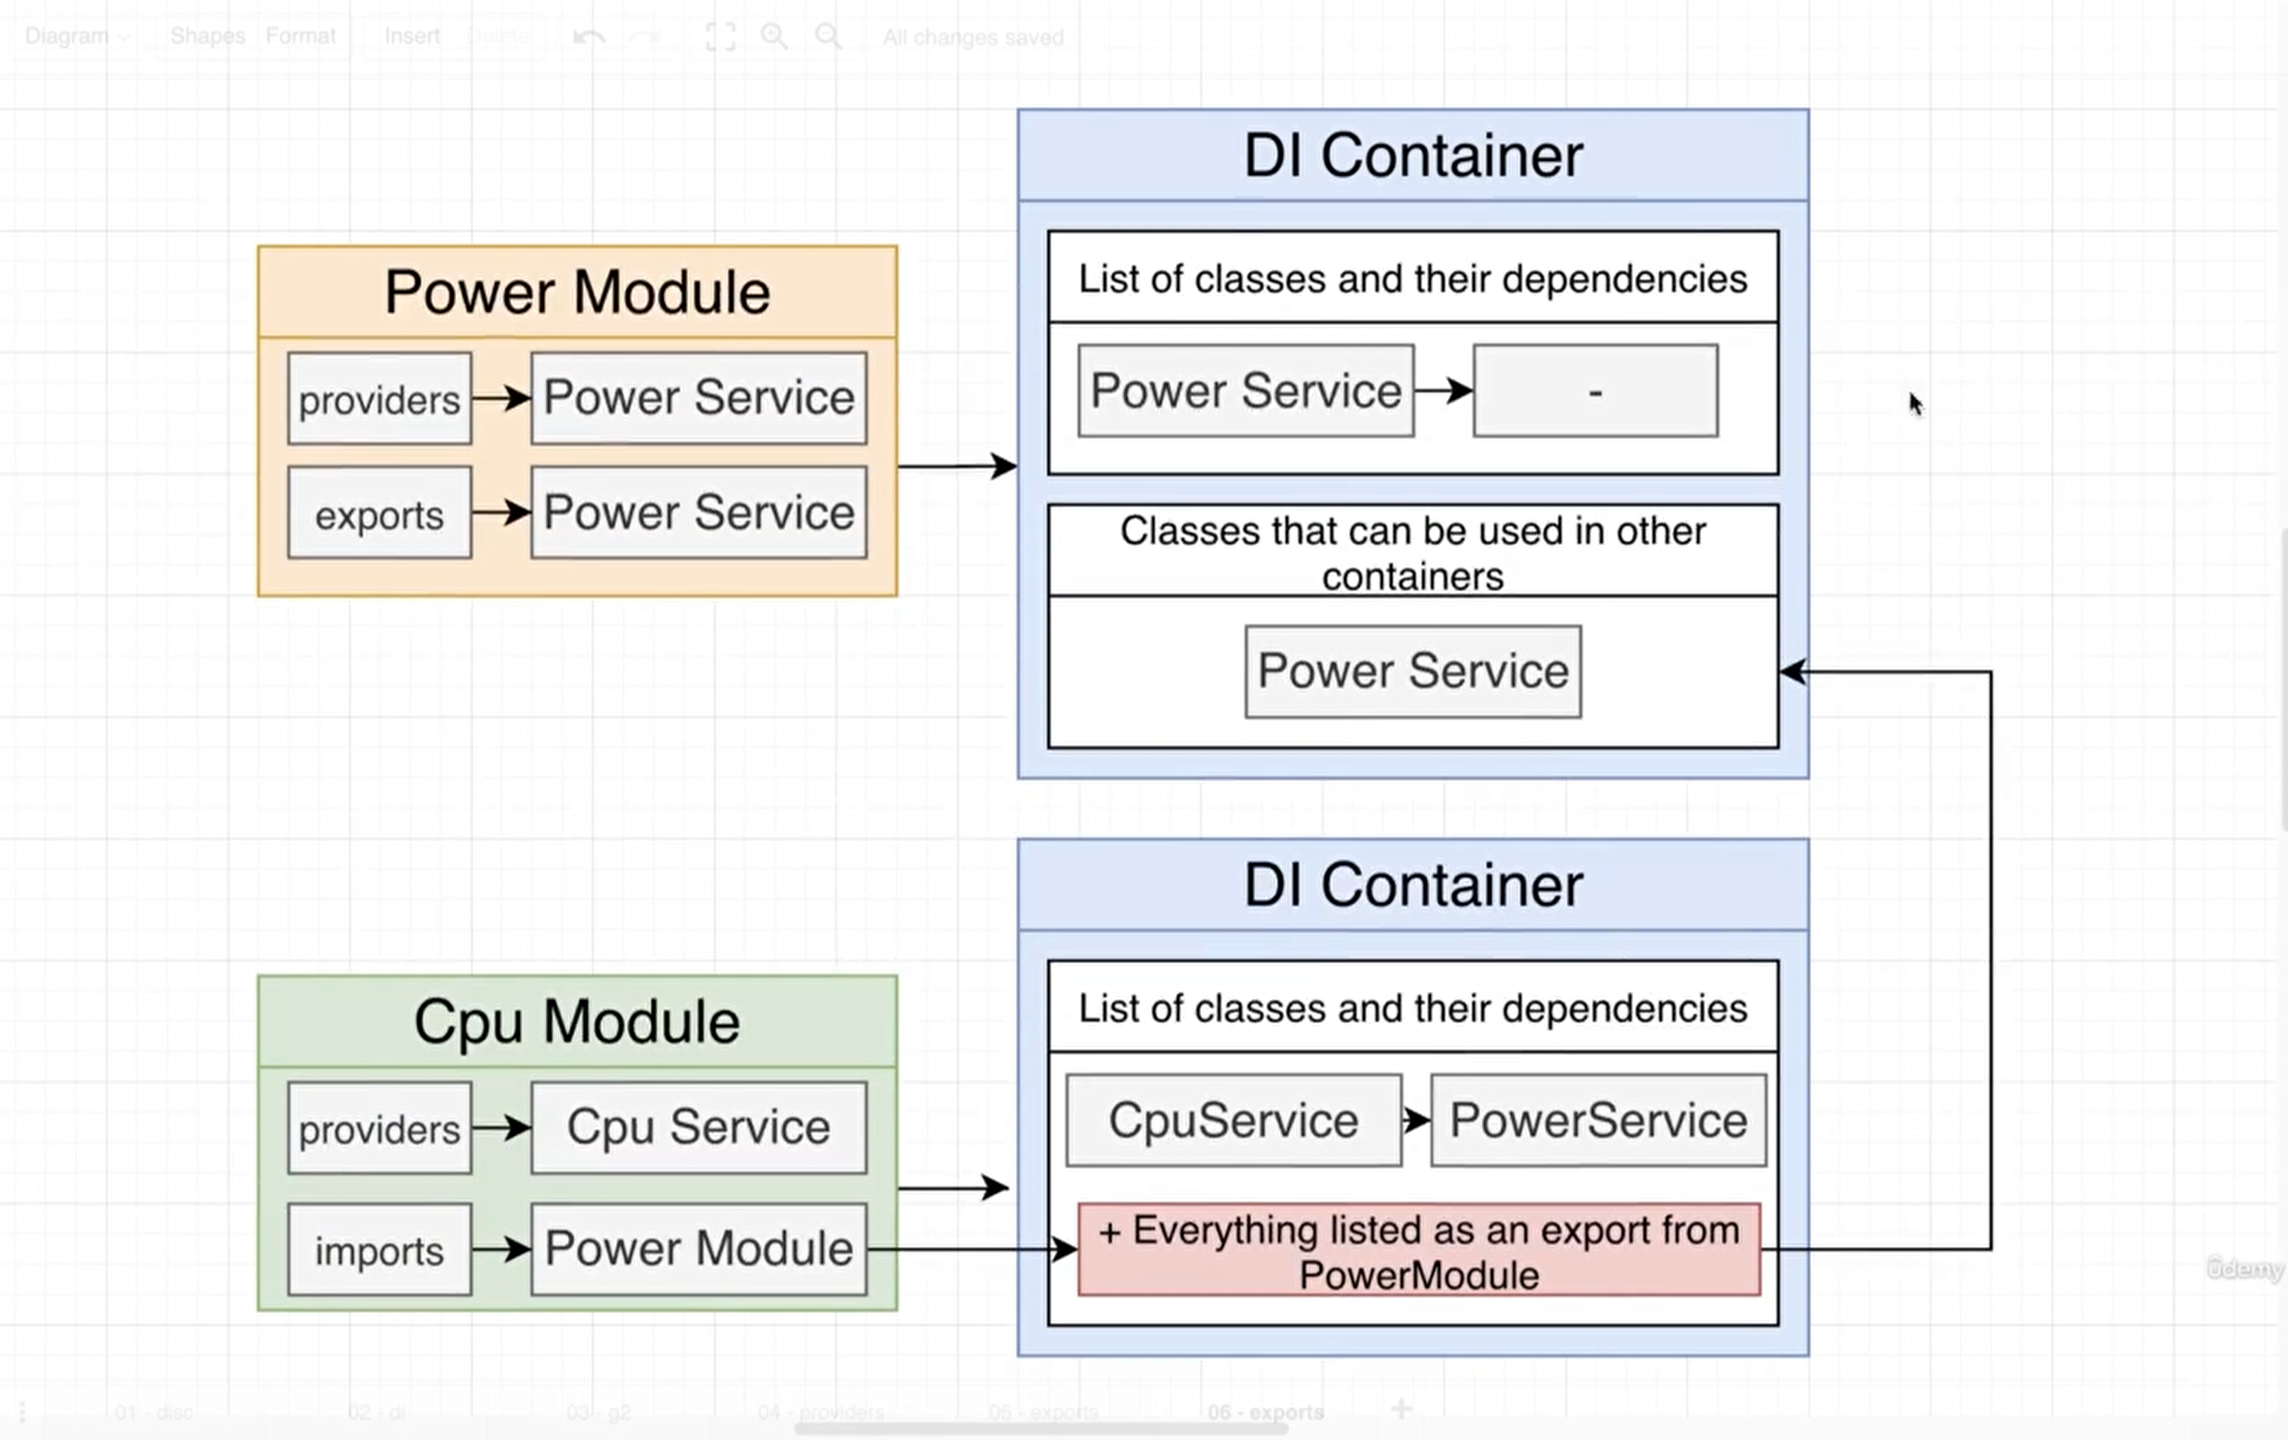 Diagram
Shapes
Format
Insert
Delete
All changes saved
DI Container
List of classes and their dependencies
Power Service
-
Classes that can be used in other
containers
Power Service
Power Module
providers
Power Service
exports
Power Service
DI Container
List of classes and their dependencies
CpuService
PowerService
+ Everything listed as an export from
PowerModule
Cpu Module
providers
Cpu Service
imports
Power Module
ûdemy
01 - disc
02 - di
03 - g2
04 - providers
05 - exports
06 - exports